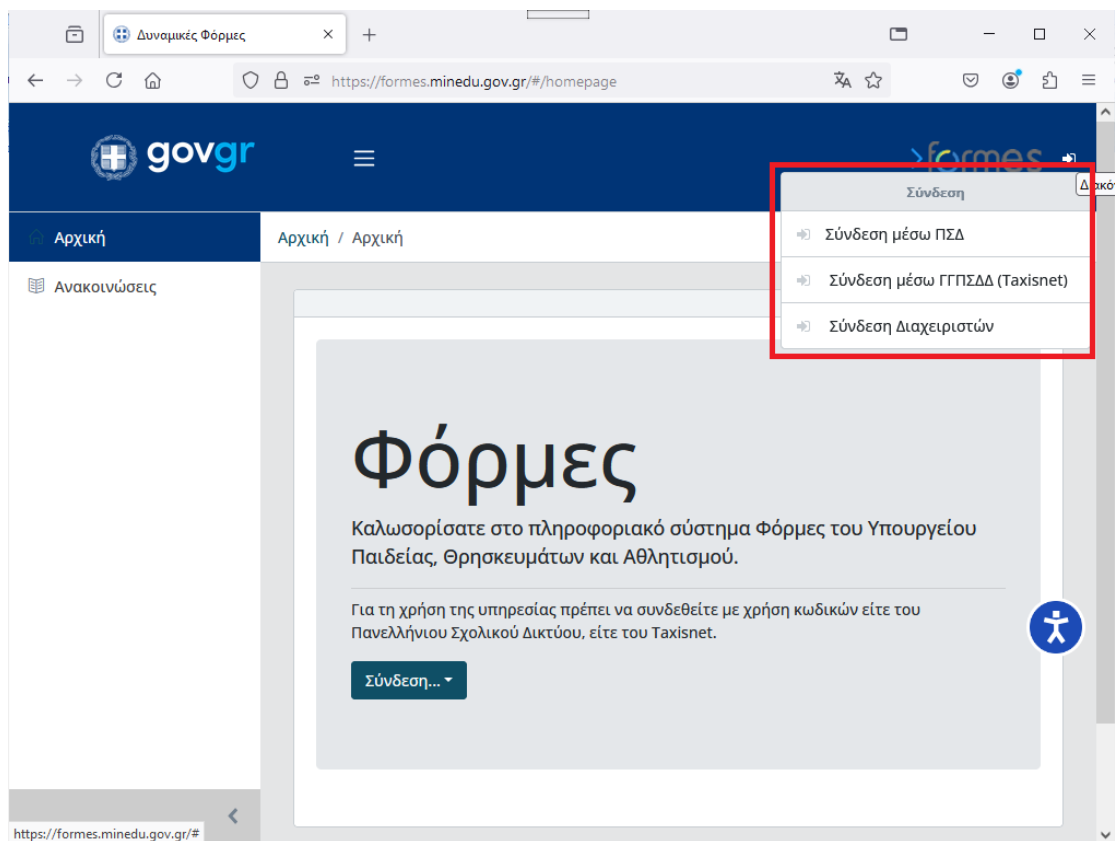 Δυναμικές Φόρμες
https://formes.minedu.gov.gr/#/homepage
govgr
formes
Σύνδεση
Αρχική
Αρχική / Αρχική
Σύνδεση μέσω ΠΣΔ
Ανακοινώσεις
Σύνδεση μέσω ΓΓΠΣΔΔ (Taxisnet)
Σύνδεση Διαχειριστών
Φόρμες
Καλωσορίσατε στο πληροφοριακό σύστημα Φόρμες του Υπουργείου
Παιδείας, Θρησκευμάτων και Αθλητισμού.
Για τη χρήση της υπηρεσίας πρέπει να συνδεθείτε με χρήση κωδικών είτε του
Πανελλήνιου Σχολικού Δικτύου, είτε του Taxisnet.
Σύνδεση...
https://formes.minedu.gov.gr/#